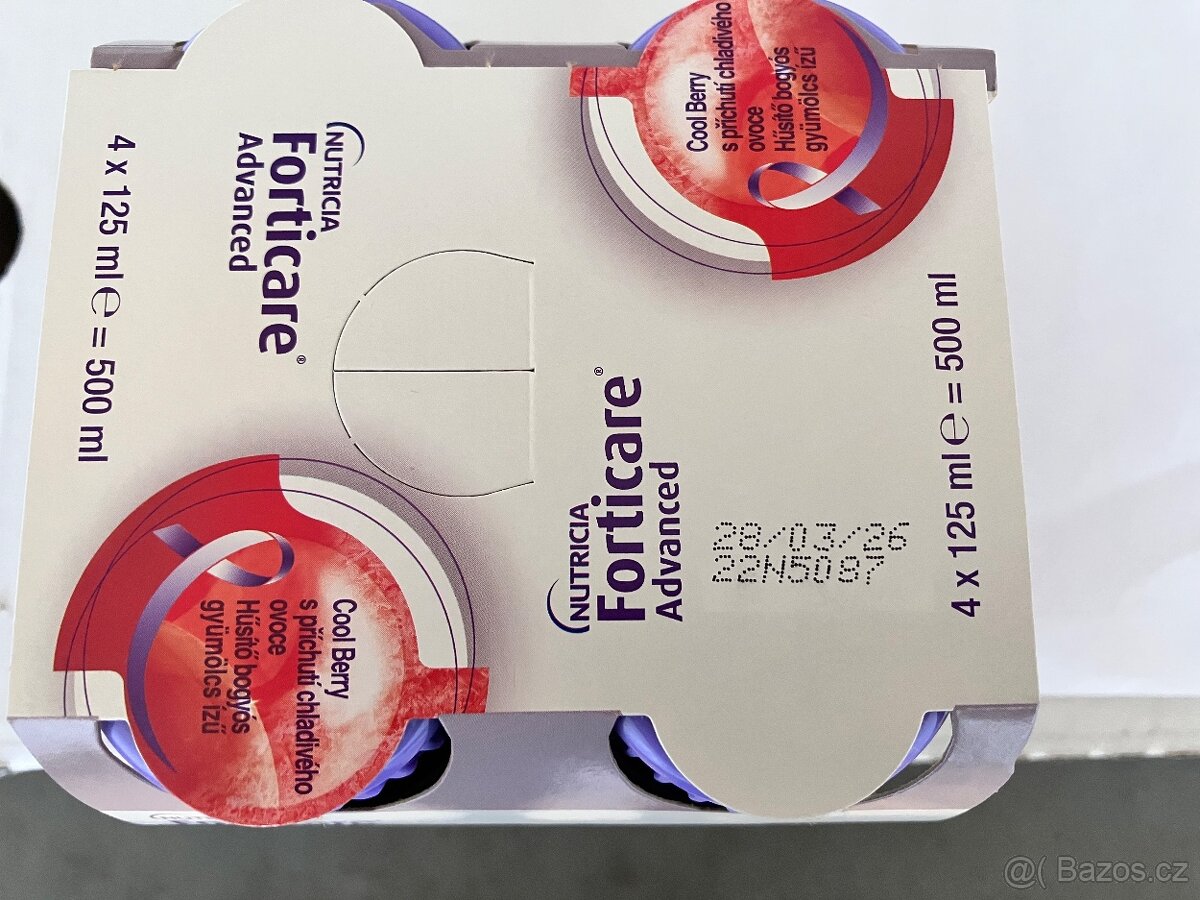 Cool Berry
s příchutí chladivého
ovoce
Hűsítő bogyós
gyümölcs ízű
NUTRICIA
Forticare®
Advanced
4 x 125 ml ℮ = 500 ml
NUTRICIA
Forticare®
Advanced
28/03/26
22N5087
4 x 125 ml ℮ = 500 ml
Cool Berry
s příchutí chladivého
ovoce
Hűsítő bogyós
gyümölcs ízű
@( Bazos.cz